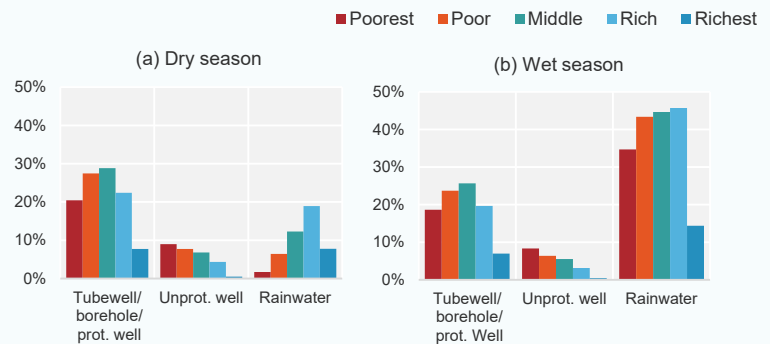 Poorest Poor Middle Rich Richest
(a) Dry season
50%
40%
30%
20%
10%
0%
Tubewell/
borehole/
prot. well
Unprot. well
Rainwater
(b) Wet season
50%
40%
30%
20%
10%
0%
Tubewell/
borehole/
prot. Well
Unprot. well
Rainwater